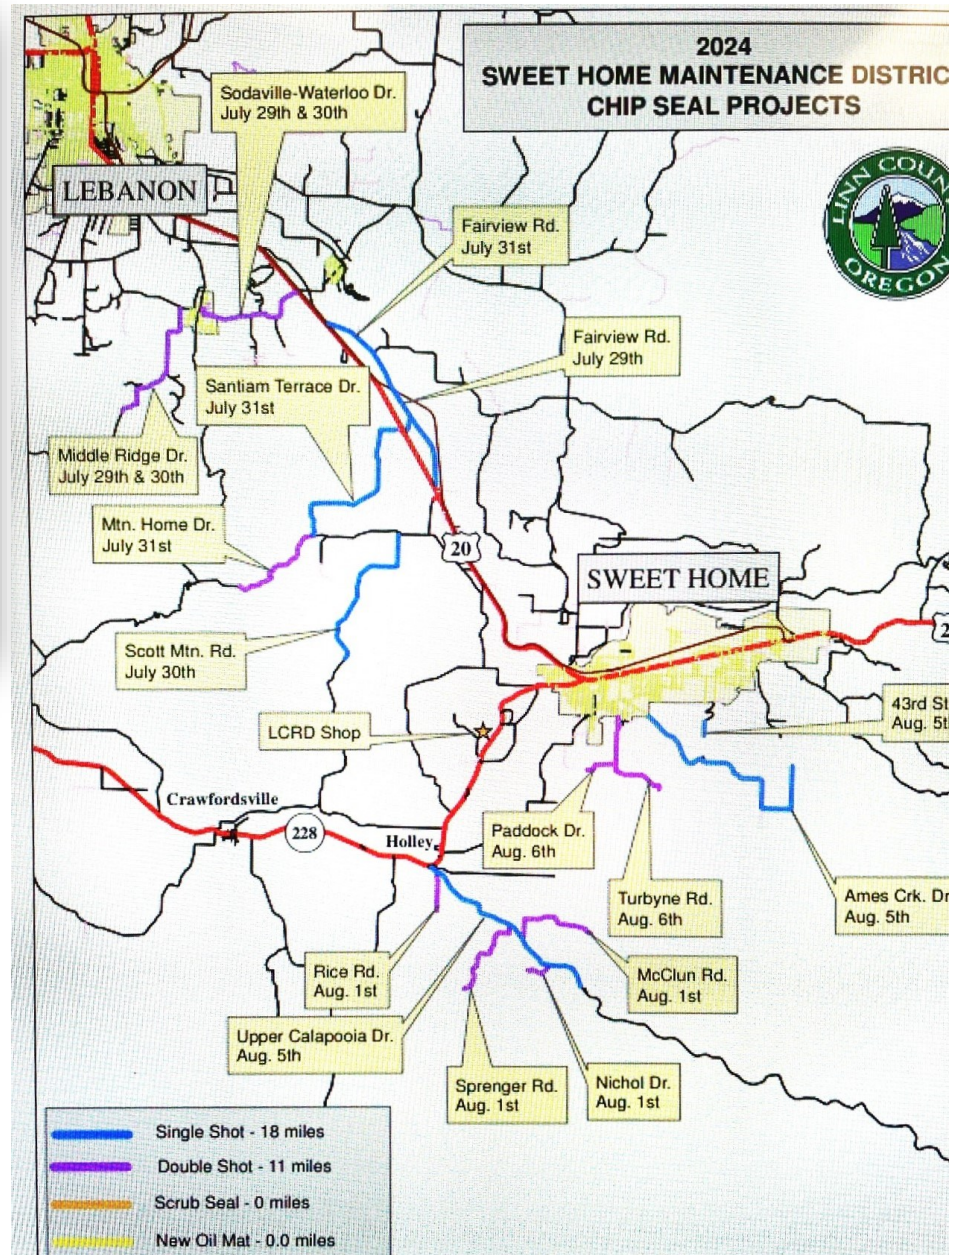 2024
SWEET HOME MAINTENANCE DISTRIC
CHIP SEAL PROJECTS
LINN COUN
OREGON
Sodaville-Waterloo Dr.
July 29th & 30th
LEBANON
Fairview Rd.
July 31st
Fairview Rd.
July 29th
Santiam Terrace Dr.
July 31st
Middle Ridge Dr.
July 29th & 30th
Mtn. Home Dr.
July 31st
20
SWEET HOME
2
Scott Mtn. Rd.
July 30th
LCRD Shop
43rd St
Aug. 5t
Crawfordsville
228
Holley
Paddock Dr.
Aug. 6th
Turbyne Rd.
Aug. 6th
Ames Crk. Dr
Aug. 5th
Rice Rd.
Aug. 1st
McClun Rd.
Aug. 1st
Upper Calapooia Dr.
Aug. 5th
Sprenger Rd.
Aug. 1st
Nichol Dr.
Aug. 1st
Single Shot - 18 miles
Double Shot - 11 miles
Scrub Seal - 0 miles
New Oil Mat - 0.0 miles